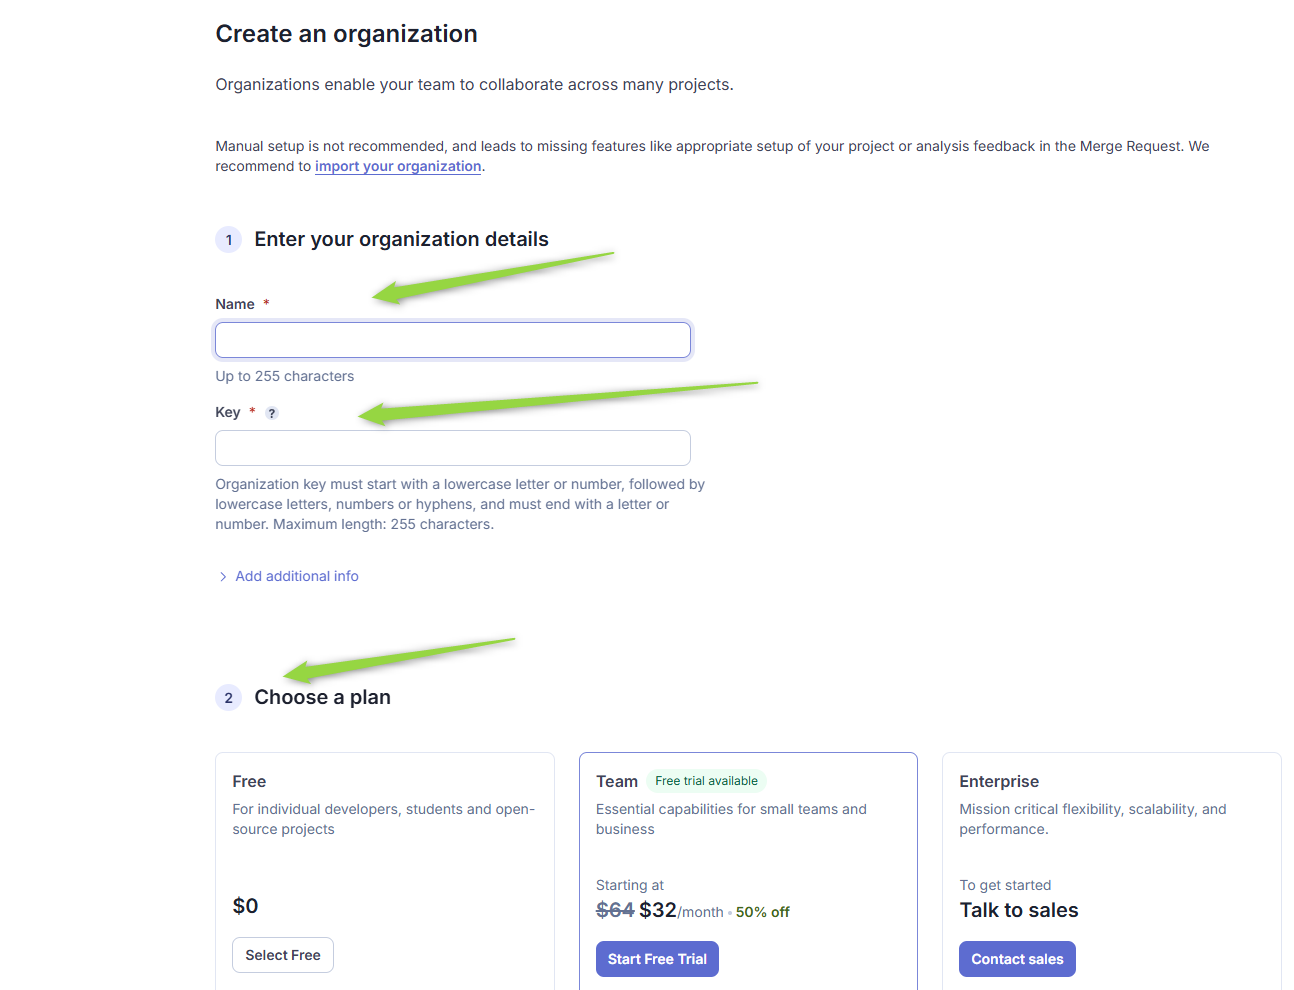 Create an organization
Organizations enable your team to collaborate across many projects.
Manual setup is not recommended, and leads to missing features like appropriate setup of your project or analysis feedback in the Merge Request. We
recommend to import your organization.
1 Enter your organization details
Name *
Up to 255 characters
Key * ?
Organization key must start with a lowercase letter or number, followed by
lowercase letters, numbers or hyphens, and must end with a letter or
number. Maximum length: 255 characters.
Add additional info
2 Choose a plan
Free
For individual developers, students and open-
source projects
$0
Select Free
Team Free trial available
Essential capabilities for small teams and
business
Starting at
$64 $32/month • 50% off
Start Free Trial
Enterprise
Mission critical flexibility, scalability, and
performance.
To get started
Talk to sales
Contact sales